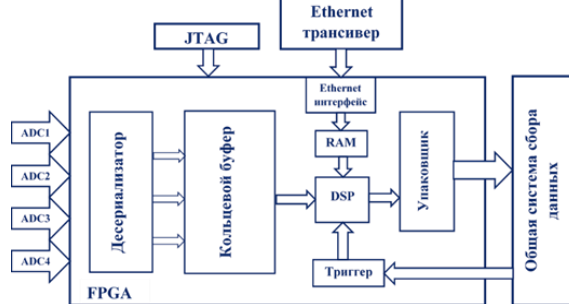 Ethernet
трансивер
JTAG
Ethernet
интерфейс
ADC1
ADC2
ADC3
ADC4
Десериализатор
Кольцевой буфер
RAM
DSP
Триггер
Упаковщик
Общая система сбора
данных
FPGA